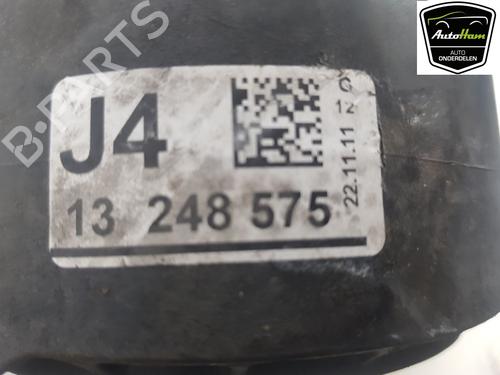 AutoHam
AUTO
ONDERDELEN
B-PARTS
J4
13 248 575
22.11.11